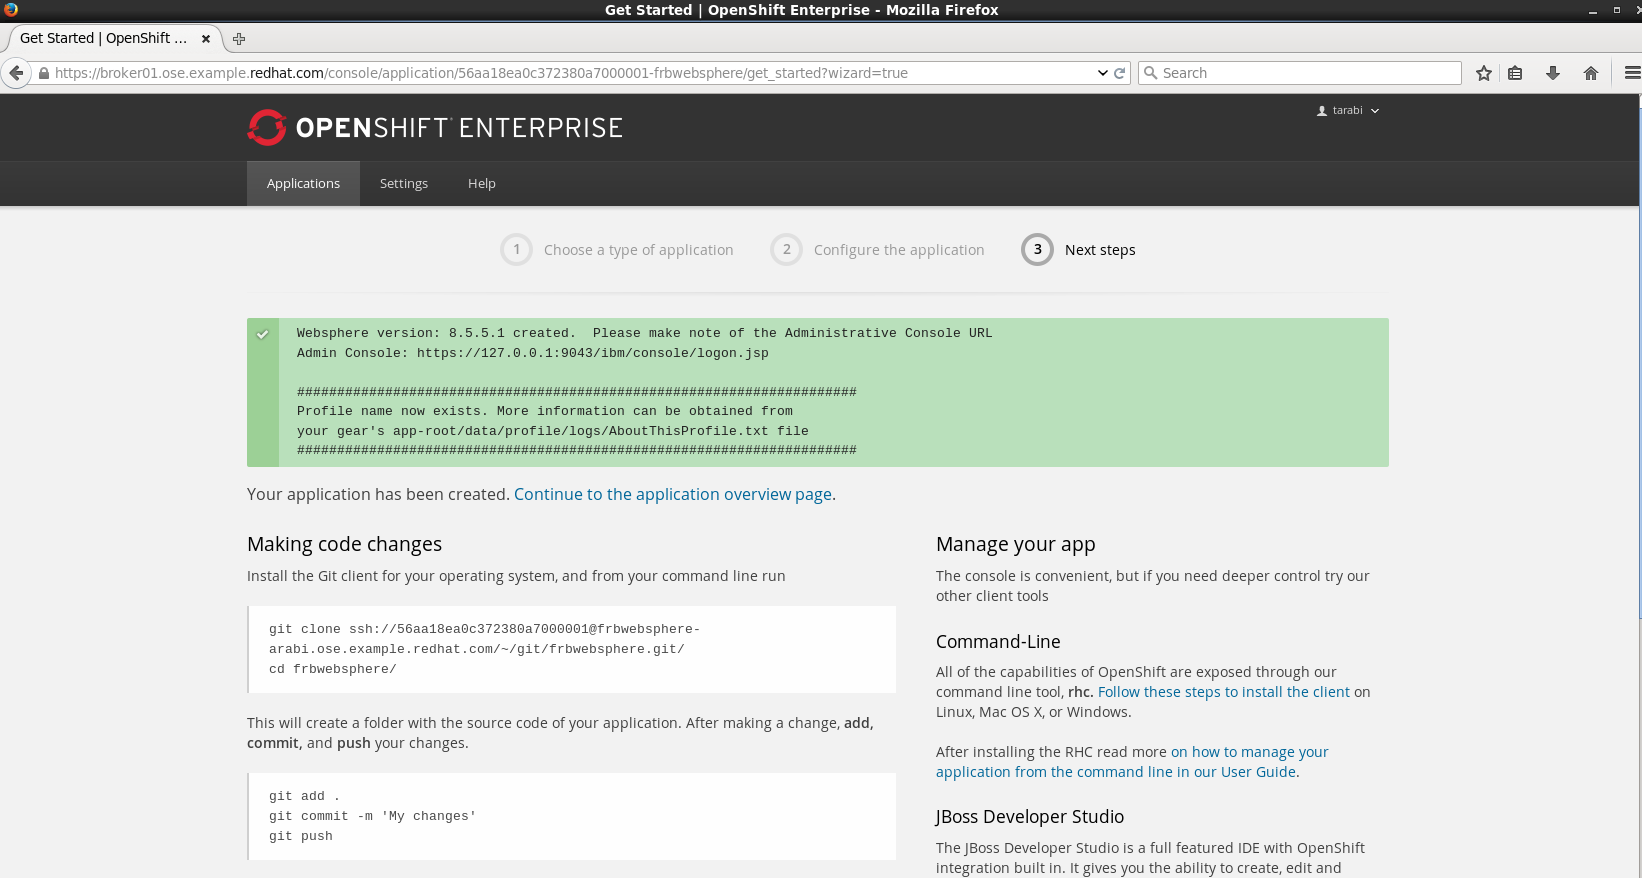 Get Started | OpenShift Enterprise - Mozilla Firefox
Get Started | OpenShift ...
https://broker01.ose.example.redhat.com/console/application/56aa18ea0c372380a7000001-frbwebsphere/get_started?wizard=true
Search
OPENSHIFT ENTERPRISE
tarabi
Applications
Settings
Help
1 Choose a type of application
2 Configure the application
3 Next steps
Websphere version: 8.5.5.1 created.  Please make note of the Administrative Console URL
Admin Console: https://127.0.0.1:9043/ibm/console/logon.jsp
######################################################################
Profile name now exists. More information can be obtained from
your gear's app-root/data/profile/logs/AboutThisProfile.txt file
######################################################################
Your application has been created. Continue to the application overview page.
Making code changes
Install the Git client for your operating system, and from your command line run
git clone ssh://56aa18ea0c372380a7000001@frbwebsphere-
arabi.ose.example.redhat.com/~/git/frbwebsphere.git/
cd frbwebsphere/
This will create a folder with the source code of your application. After making a change, add,
commit, and push your changes.
git add .
git commit -m 'My changes'
git push
Manage your app
The console is convenient, but if you need deeper control try our
other client tools
Command-Line
All of the capabilities of OpenShift are exposed through our
command line tool, rhc. Follow these steps to install the client on
Linux, Mac OS X, or Windows.
After installing the RHC read more on how to manage your
application from the command line in our User Guide.
JBoss Developer Studio
The JBoss Developer Studio is a full featured IDE with OpenShift
integration built in. It gives you the ability to create, edit and